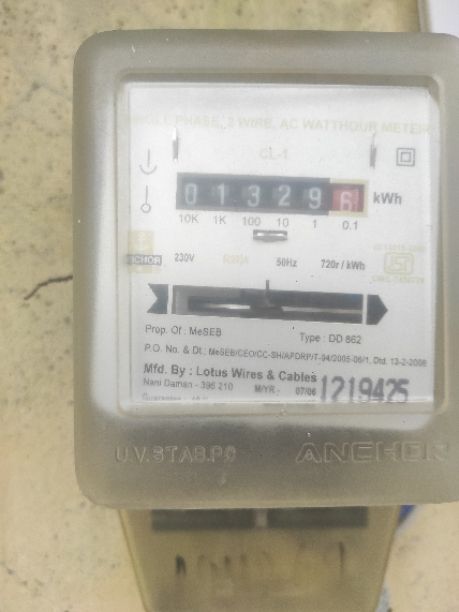 SINGLE PHASE, 2 WIRE, AC WATTHOUR METER
CL-1
0 1 3 2 9 6 kWh
10K 1K 100 10 1 0.1
ANCHOR 230V 50Hz 720r / kWh
Prop. Of : MeSEB Type : DD 862
P.O. No. & Dt.: MeSEB/CEO/CC-SH/APDRP/T-94/2005-06/1, Dtd. 13-2-2006
Mfd. By : Lotus Wires & Cables
Nani Daman - 396 210 M/YR - 07/06 1219425
U.V.STAB.PC ANCHOR